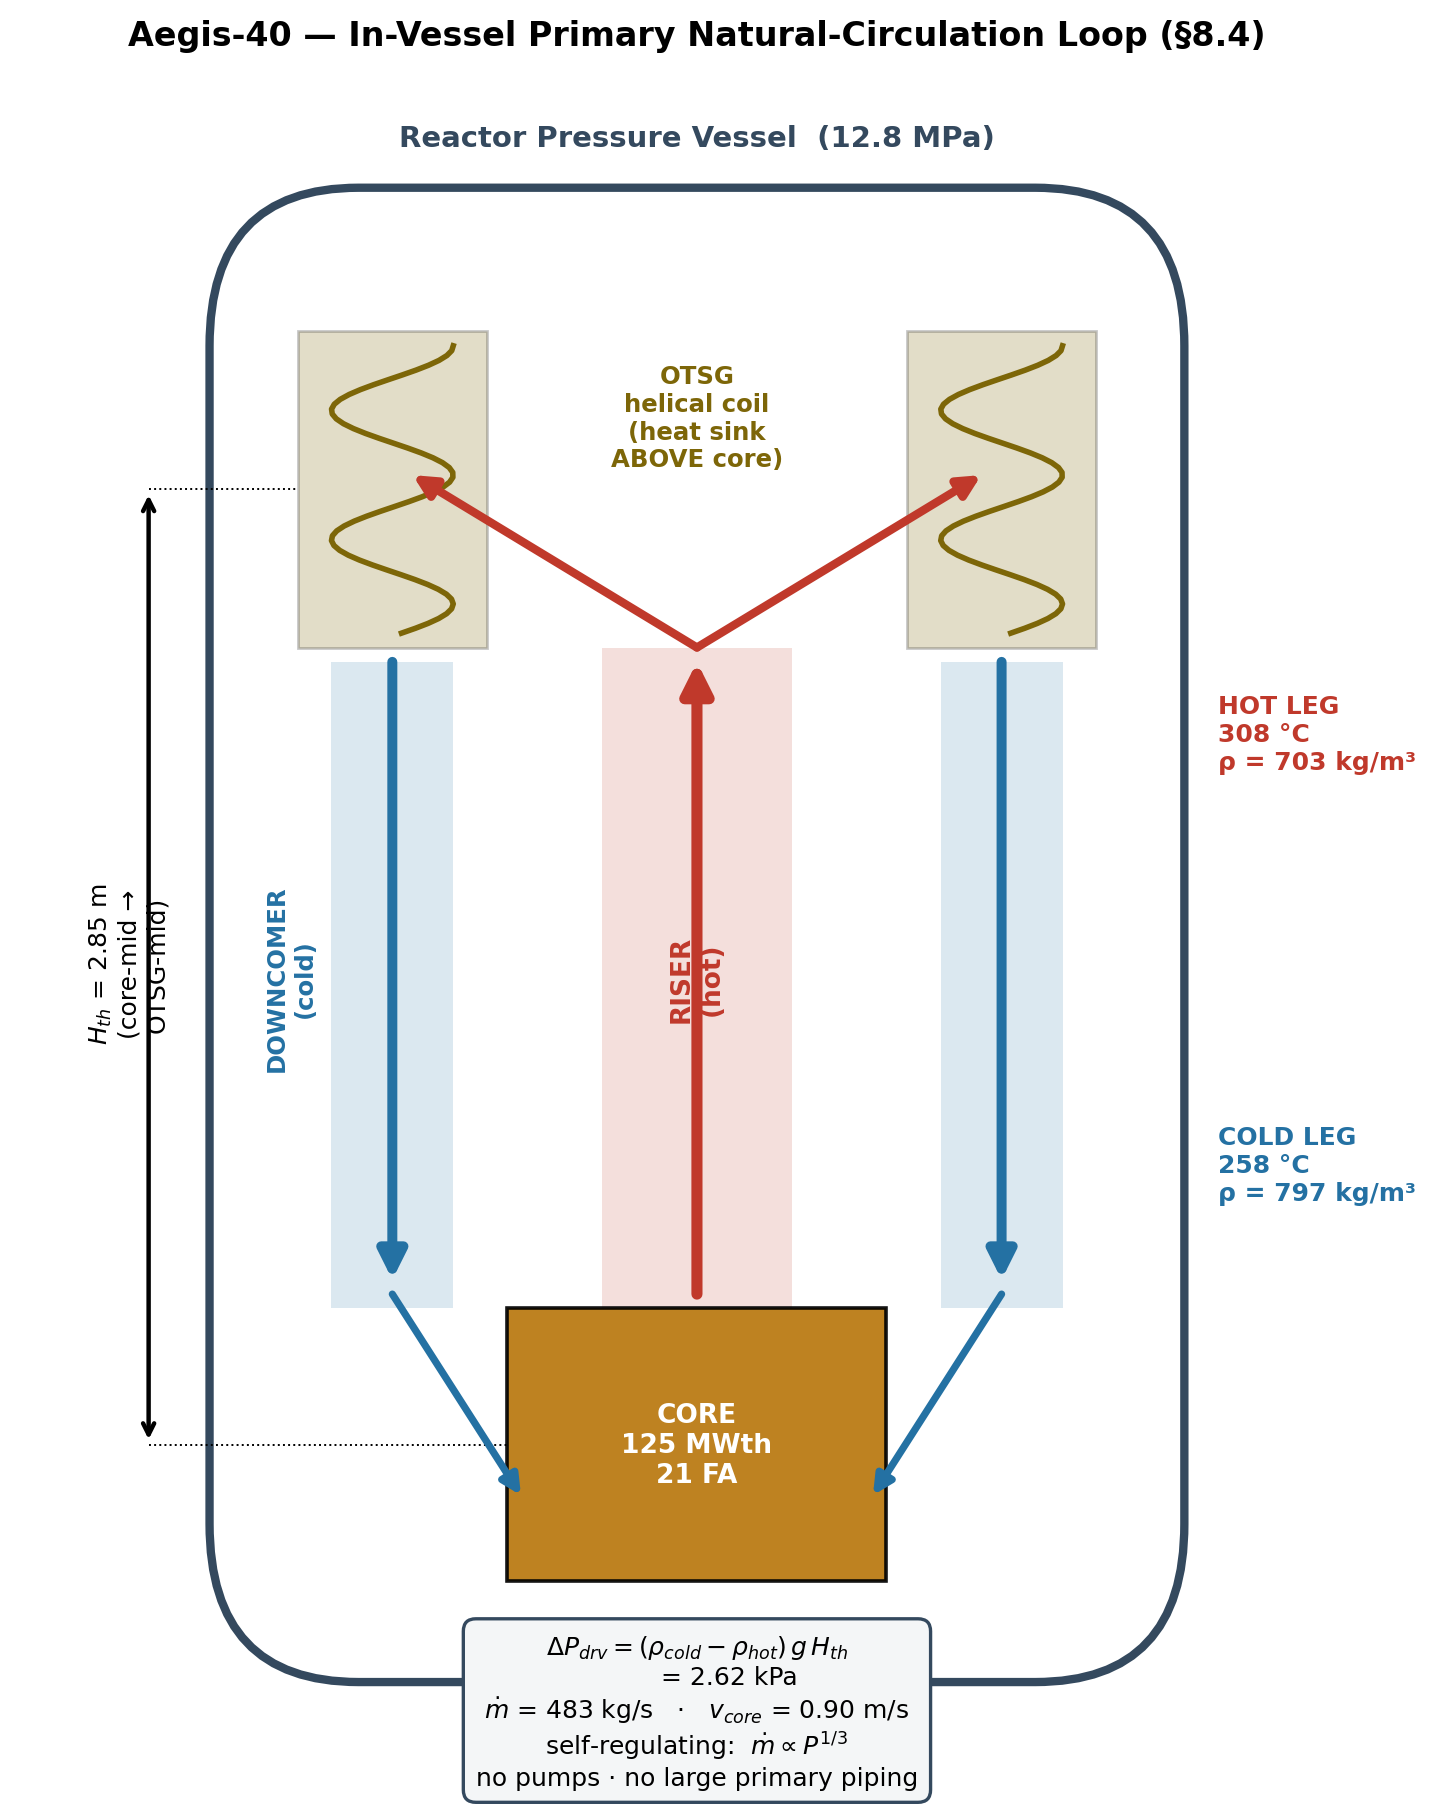 Aegis-40 — In-Vessel Primary Natural-Circulation Loop (§8.4)
Reactor Pressure Vessel (12.8 MPa)
OTSG
helical coil
(heat sink
ABOVE core)
HOT LEG
308 °C
ρ = 703 kg/m³
H_th = 2.85 m
(core-mid →
OTSG-mid)
DOWNCOMER
(cold)
RISER
(hot)
COLD LEG
258 °C
ρ = 797 kg/m³
CORE
125 MWth
21 FA
ΔP_drv = (ρ_cold − ρ_hot) g H_th
= 2.62 kPa
ṁ = 483 kg/s · v_core = 0.90 m/s
self-regulating: ṁ ∝ P^1/3
no pumps · no large primary piping